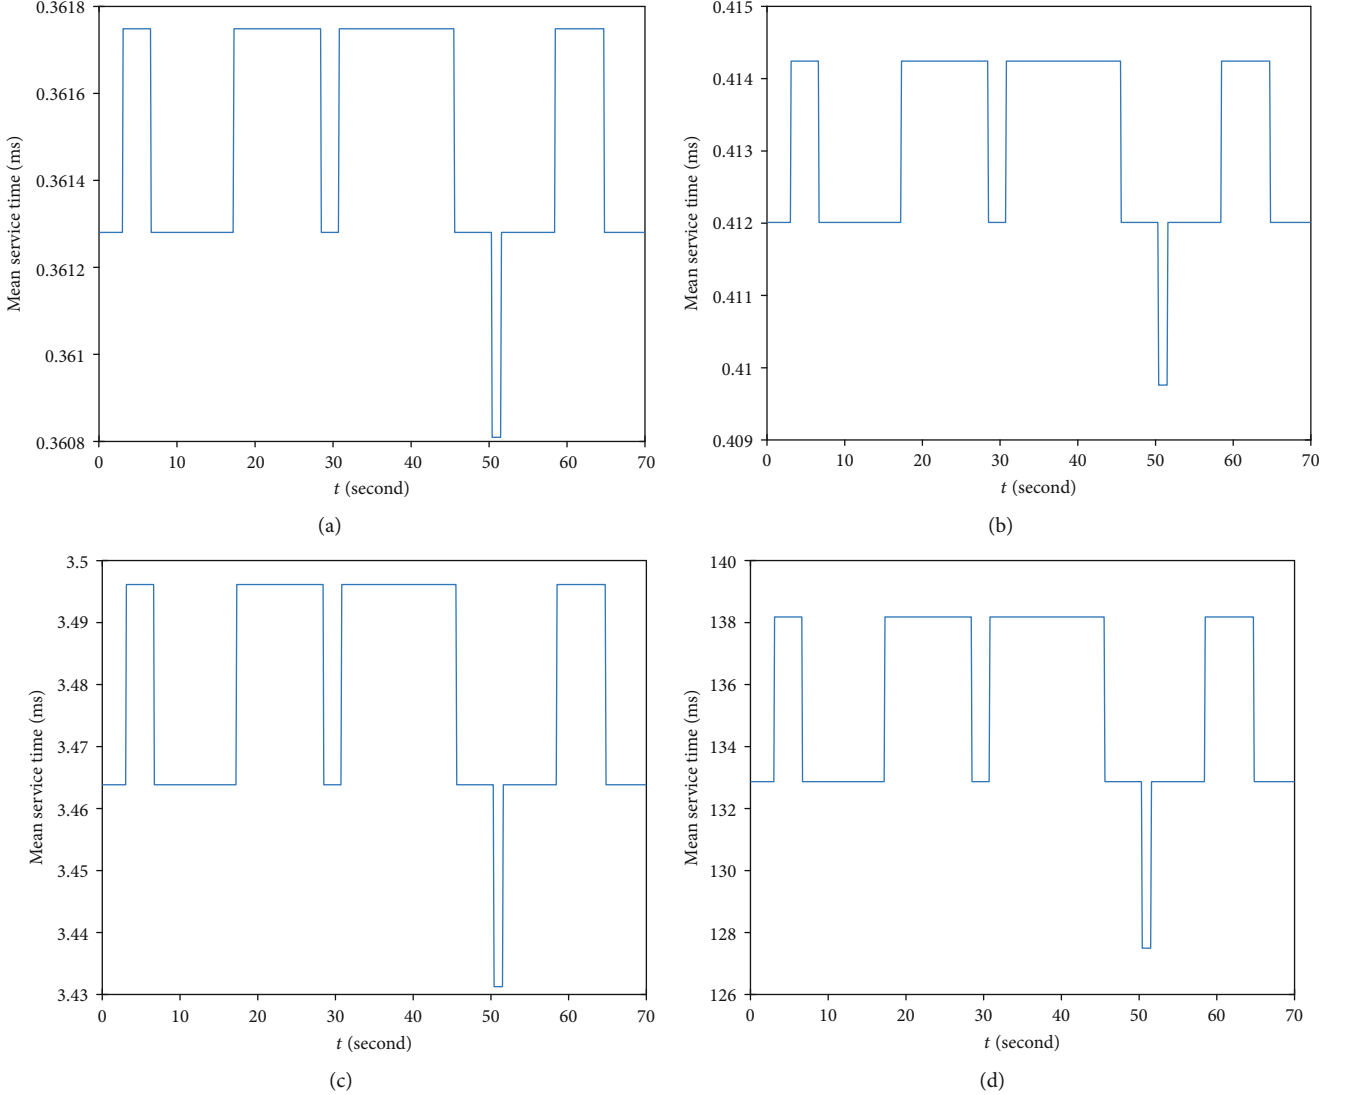 Mean service time (ms)
0.3618
0.3616
0.3614
0.3612
0.361
0.3608
0 10 20 30 40 50 60 70
t (second)
(a)
Mean service time (ms)
0.415
0.414
0.413
0.412
0.411
0.41
0.409
0 10 20 30 40 50 60 70
t (second)
(b)
Mean service time (ms)
3.5
3.49
3.48
3.47
3.46
3.45
3.44
3.43
0 10 20 30 40 50 60 70
t (second)
(c)
Mean service time (ms)
140
138
136
134
132
130
128
126
0 10 20 30 40 50 60 70
t (second)
(d)